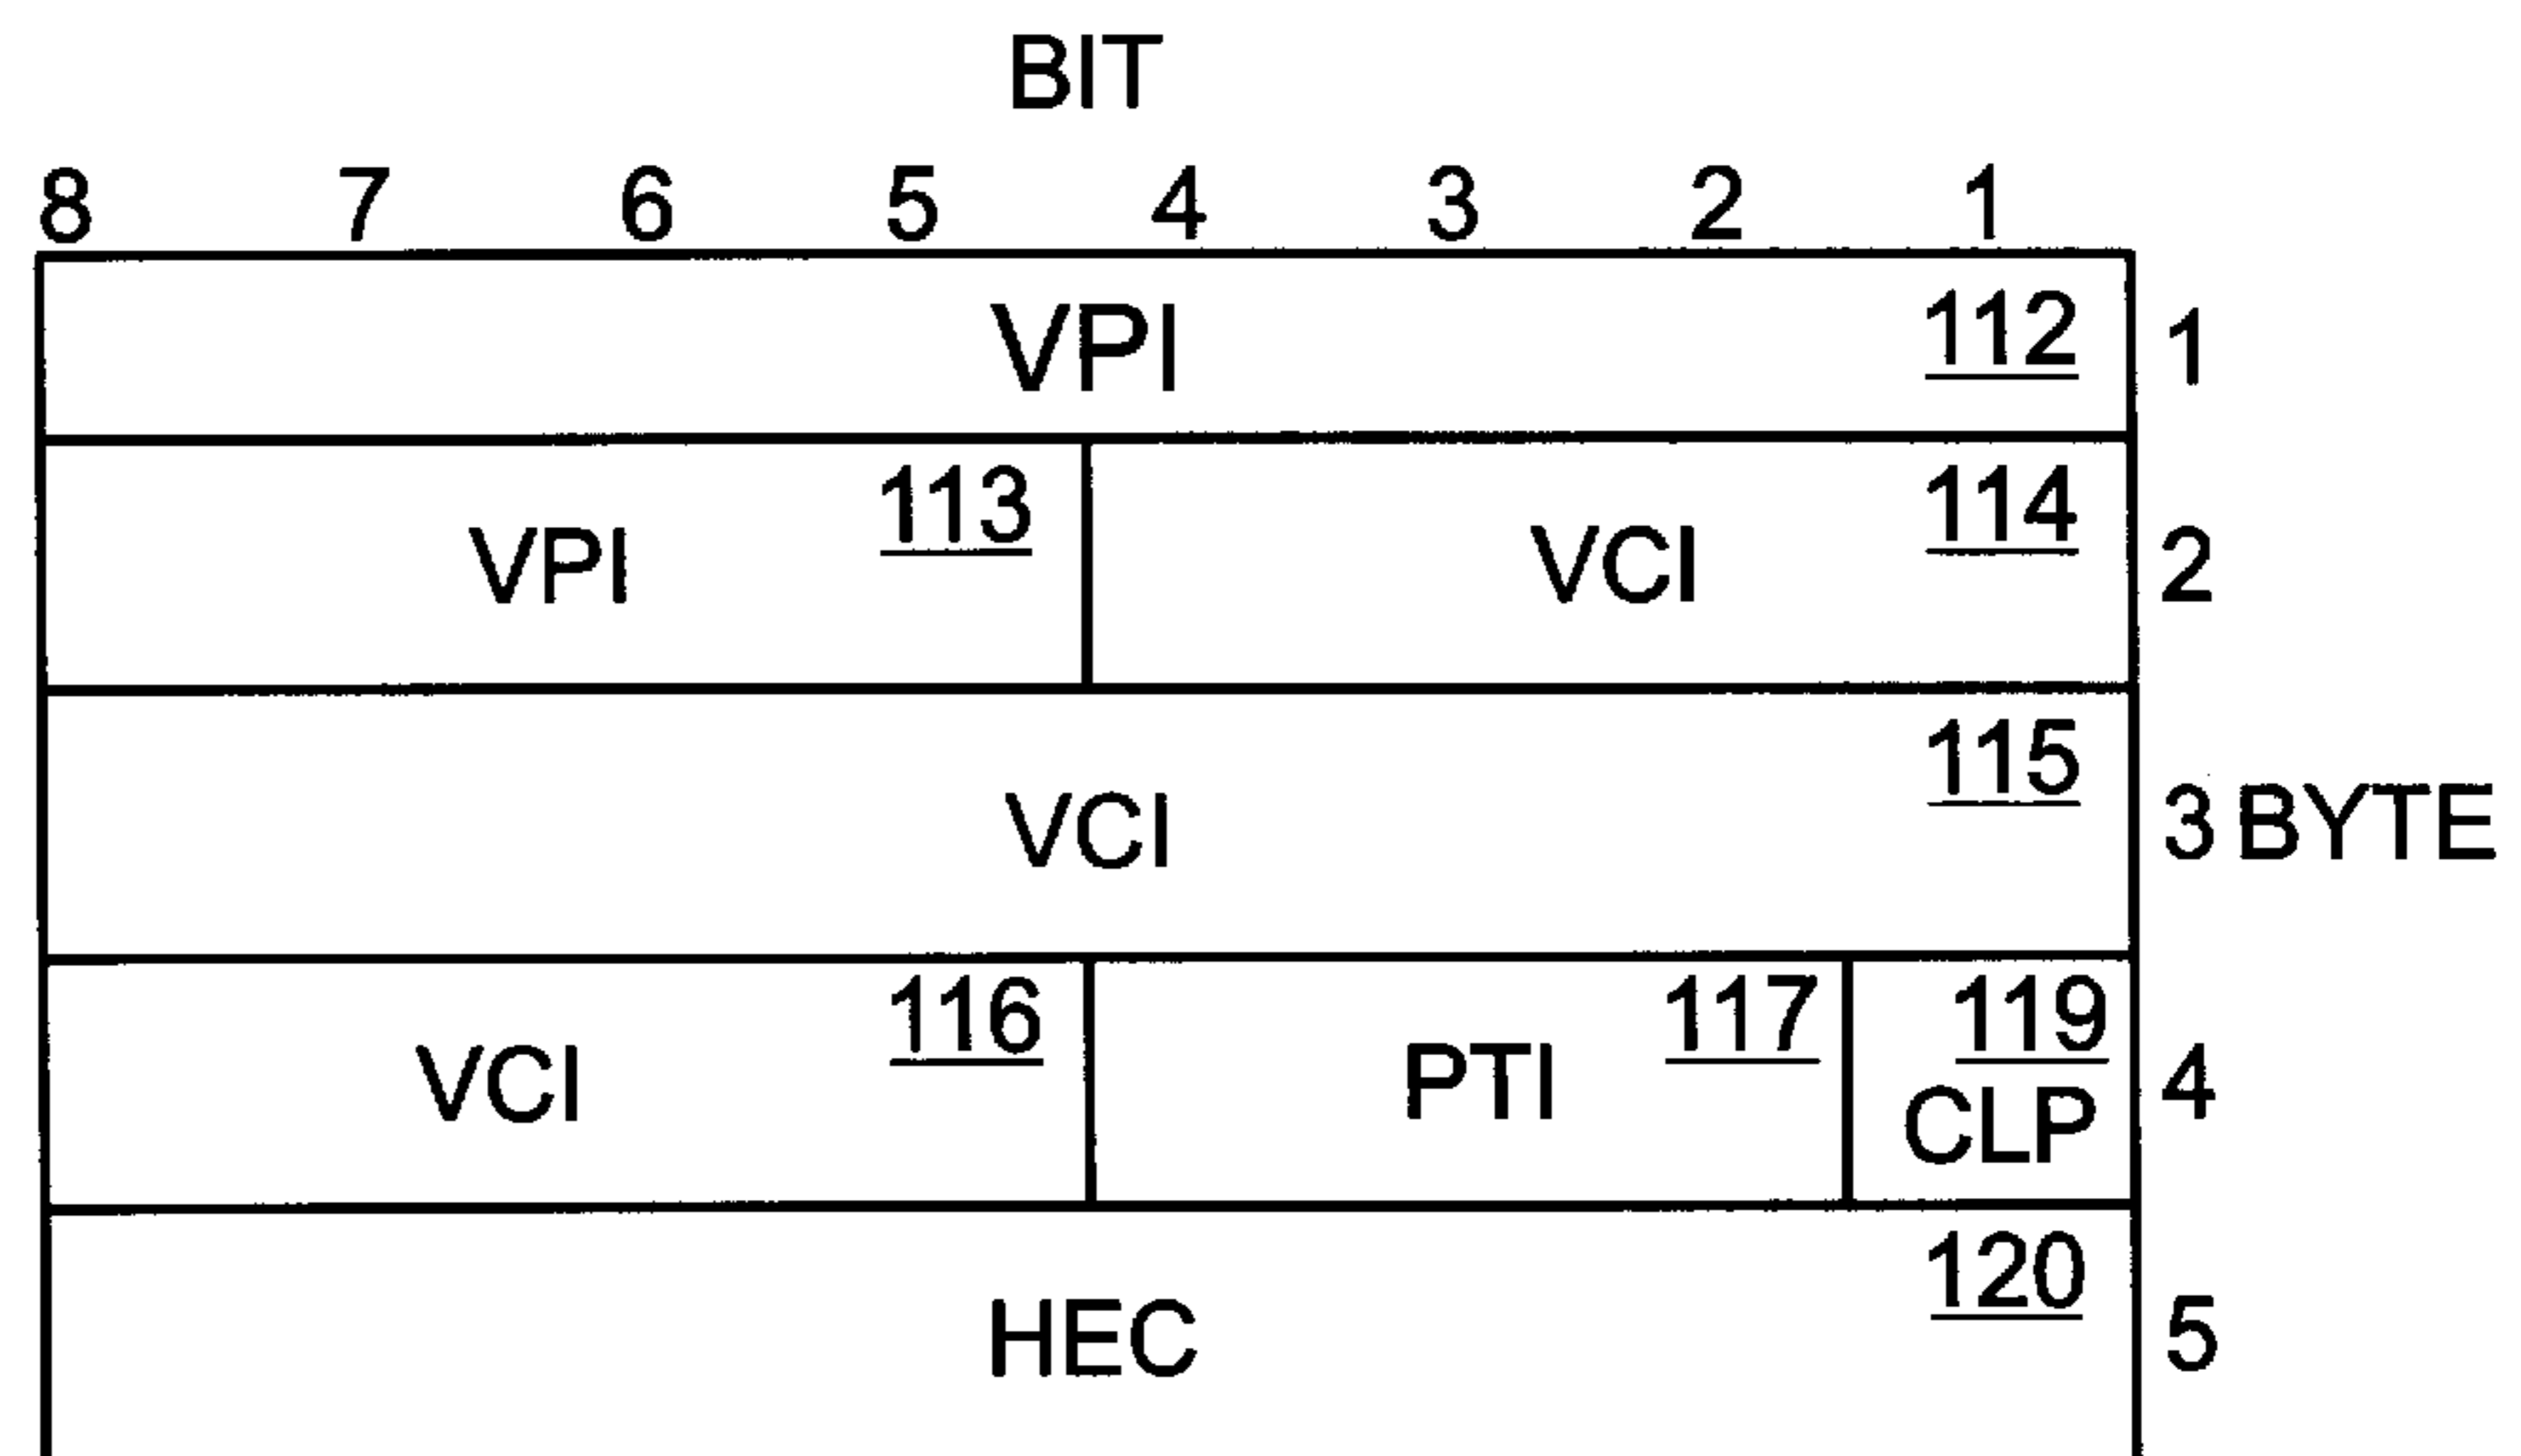 BIT
8 7 6 5 4 3 2 1
VPI 112 1
VPI 113 VCI 114 2
VCI 115 3 BYTE
VCI 116 PTI 117 CLP 119 4
HEC 120 5